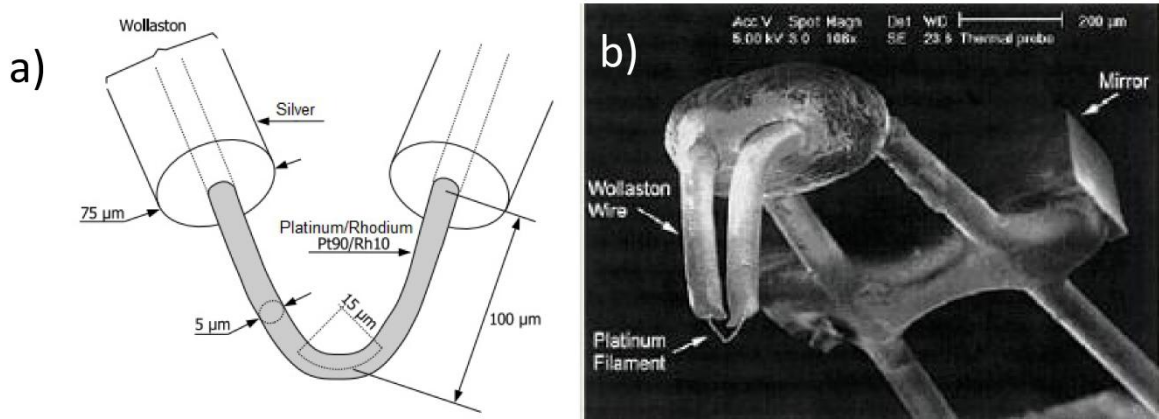 a)
Wollaston
Silver
75 µm
Platinum/Rhodium
Pt90/Rh10
15 µm
5 µm
100 µm
b)
Acc V Spot Magn Det WD 200 µm
5.00 kV 3.0 108x SE 23.5 Thermal probe
Mirror
Wollaston
Wire
Platinum
Filament